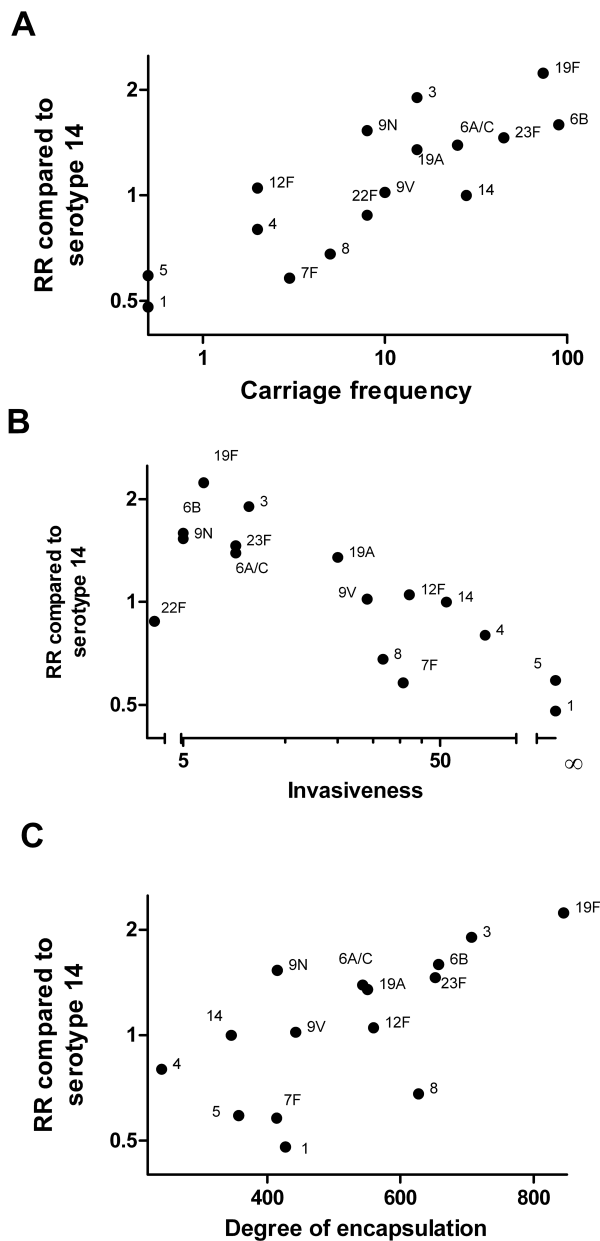 A
RR compared to
serotype 14
2
1
0.5
19F
3
6B
9N
6A/C
23F
19A
12F
9V
14
22F
4
8
5
7F
1
1
10
100
Carriage frequency
B
RR compared to
serotype 14
2
1
0.5
19F
6B
3
9N
23F
6A/C
19A
22F
9V
12F
14
4
8
7F
5
1
5
50
∞
Invasiveness
C
RR compared to
serotype 14
2
1
0.5
19F
3
9N
6A/C
6B
19A
23F
14
9V
12F
4
8
5
7F
1
400
600
800
Degree of encapsulation